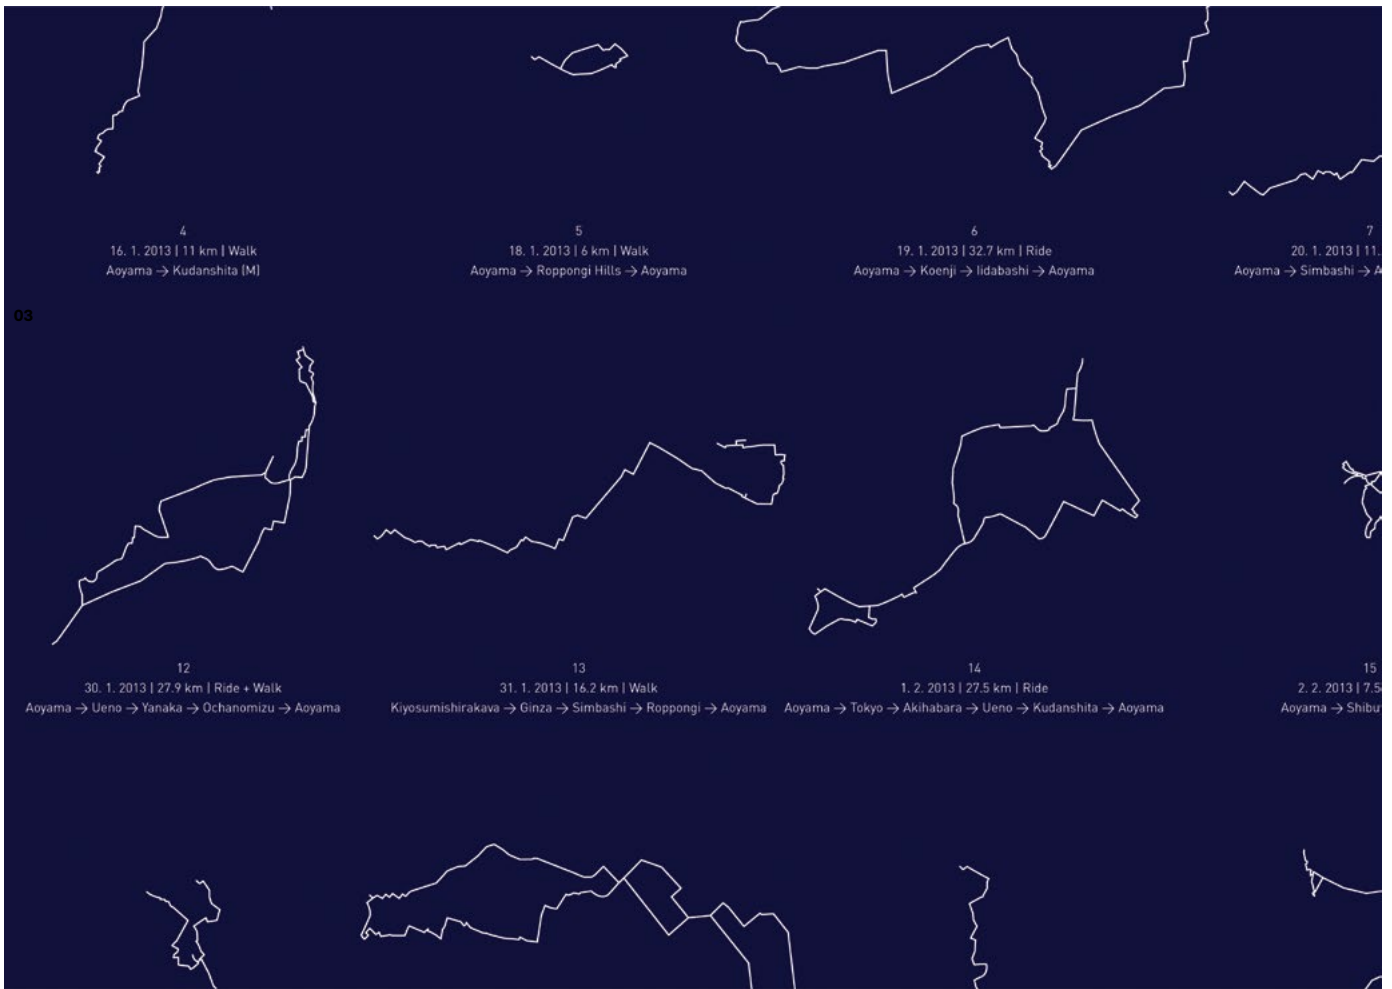 4
16. 1. 2013 | 11 km | Walk
Aoyama → Kudanshita (M)
5
18. 1. 2013 | 6 km | Walk
Aoyama → Roppongi Hills → Aoyama
6
19. 1. 2013 | 32.7 km | Ride
Aoyama → Koenji → Iidabashi → Aoyama
7
20. 1. 2013 | 11.
Aoyama → Simbashi → A
03
12
30. 1. 2013 | 27.9 km | Ride + Walk
Aoyama → Ueno → Yanaka → Ochanomizu → Aoyama
13
31. 1. 2013 | 16.2 km | Walk
Kiyosumishirakava → Ginza → Simbashi → Roppongi → Aoyama
14
1. 2. 2013 | 27.5 km | Ride
Aoyama → Tokyo → Akihabara → Ueno → Kudanshita → Aoyama
15
2. 2. 2013 | 7.5
Aoyama → Shibu